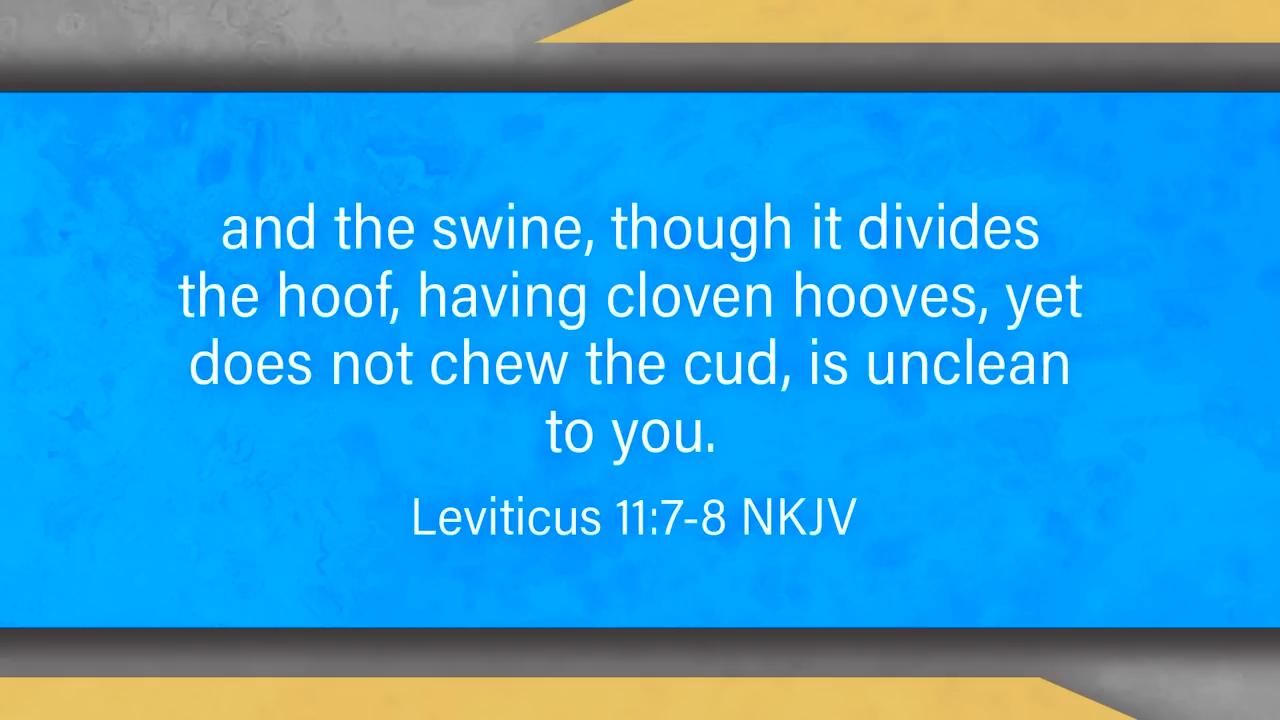 and the swine, though it divides
the hoof, having cloven hooves, yet
does not chew the cud, is unclean
to you.
Leviticus 11:7-8 NKJV